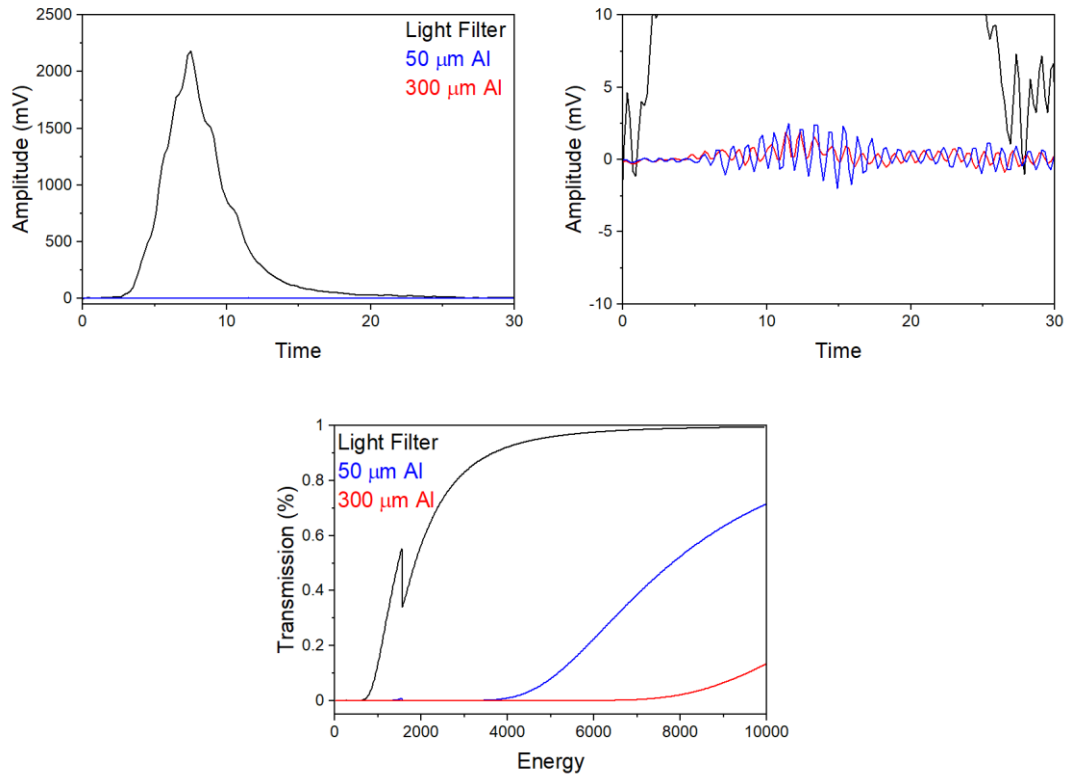 2500
2000
1500
1000
500
0
Amplitude (mV)
Light Filter
50 μm Al
300 μm Al
0
10
20
30
Time
10
5
0
-5
-10
Amplitude (mV)
0
10
20
30
Time
1
0.8
0.6
0.4
0.2
0
Transmission (%)
Light Filter
50 μm Al
300 μm Al
0
2000
4000
6000
8000
10000
Energy